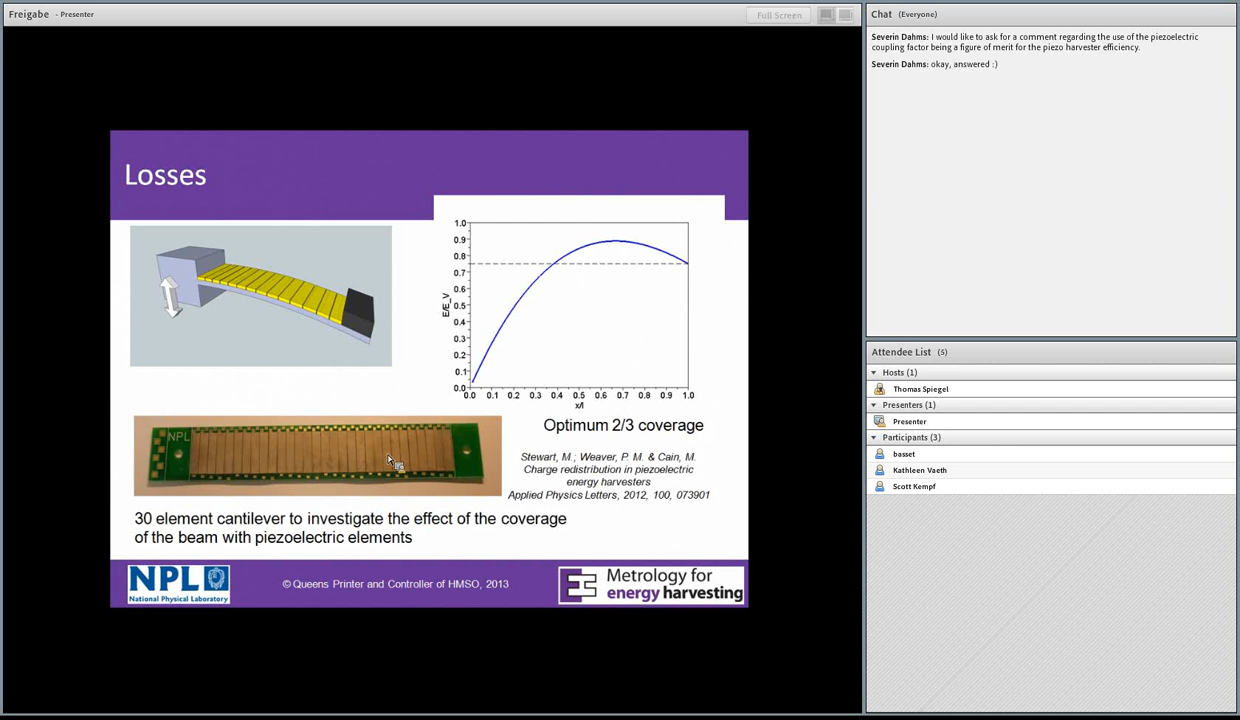 Freigabe - Presenter
Full Screen
Losses
1.0
0.9
0.8
0.7
0.6
0.5
0.4
0.3
0.2
0.1
0.0
E/E_V
0.0 0.1 0.2 0.3 0.4 0.5 0.6 0.7 0.8 0.9 1.0
x/l
NPL
Optimum 2/3 coverage
Stewart, M.; Weaver, P. M. & Cain, M.
Charge redistribution in piezoelectric
energy harvesters
Applied Physics Letters, 2012, 100, 073901
30 element cantilever to investigate the effect of the coverage
of the beam with piezoelectric elements
NPL
National Physical Laboratory
© Queens Printer and Controller of HMSO, 2013
Metrology for
energy harvesting
Chat (Everyone)
Severin Dahms: I would like to ask for a comment regarding the use of the piezoelectric
coupling factor being a figure of merit for the piezo harvester efficiency.
Severin Dahms: okay, answered :)
Attendee List (5)
Hosts (1)
Thomas Spiegel
Presenters (1)
Presenter
Participants (3)
basset
Kathleen Vaeth
Scott Kempf